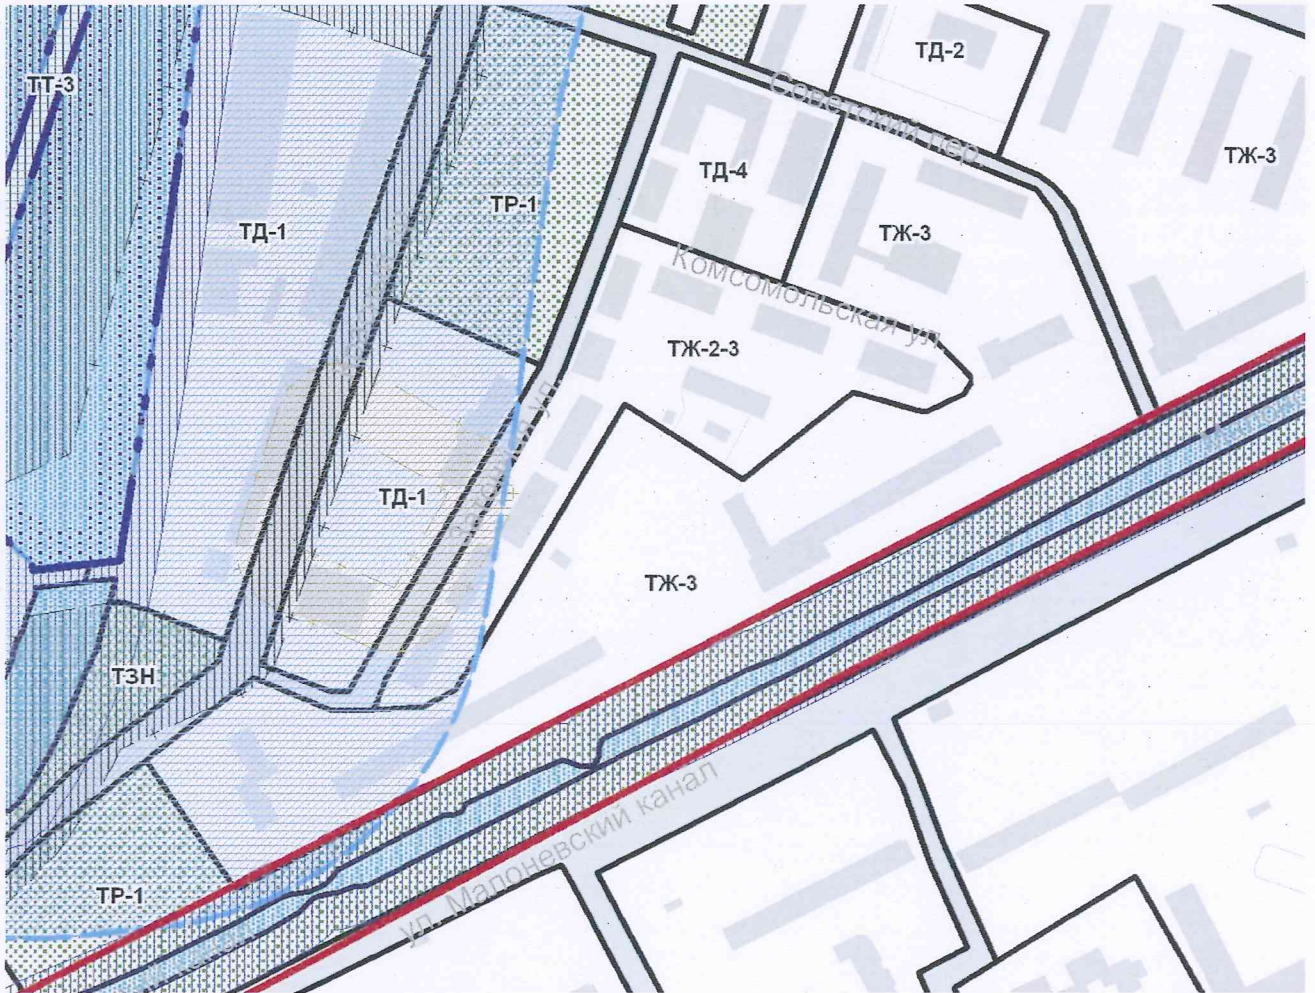 ТД-2
ТТ-3
Советский пер.
ТЖ-3
ТД-4
ТР-1
ТД-1
ТЖ-3
Комсомольская ул.
ТЖ-2-3
ТД-1
ТЖ-3
ТЗН
ул. Малоневский канал
ТР-1